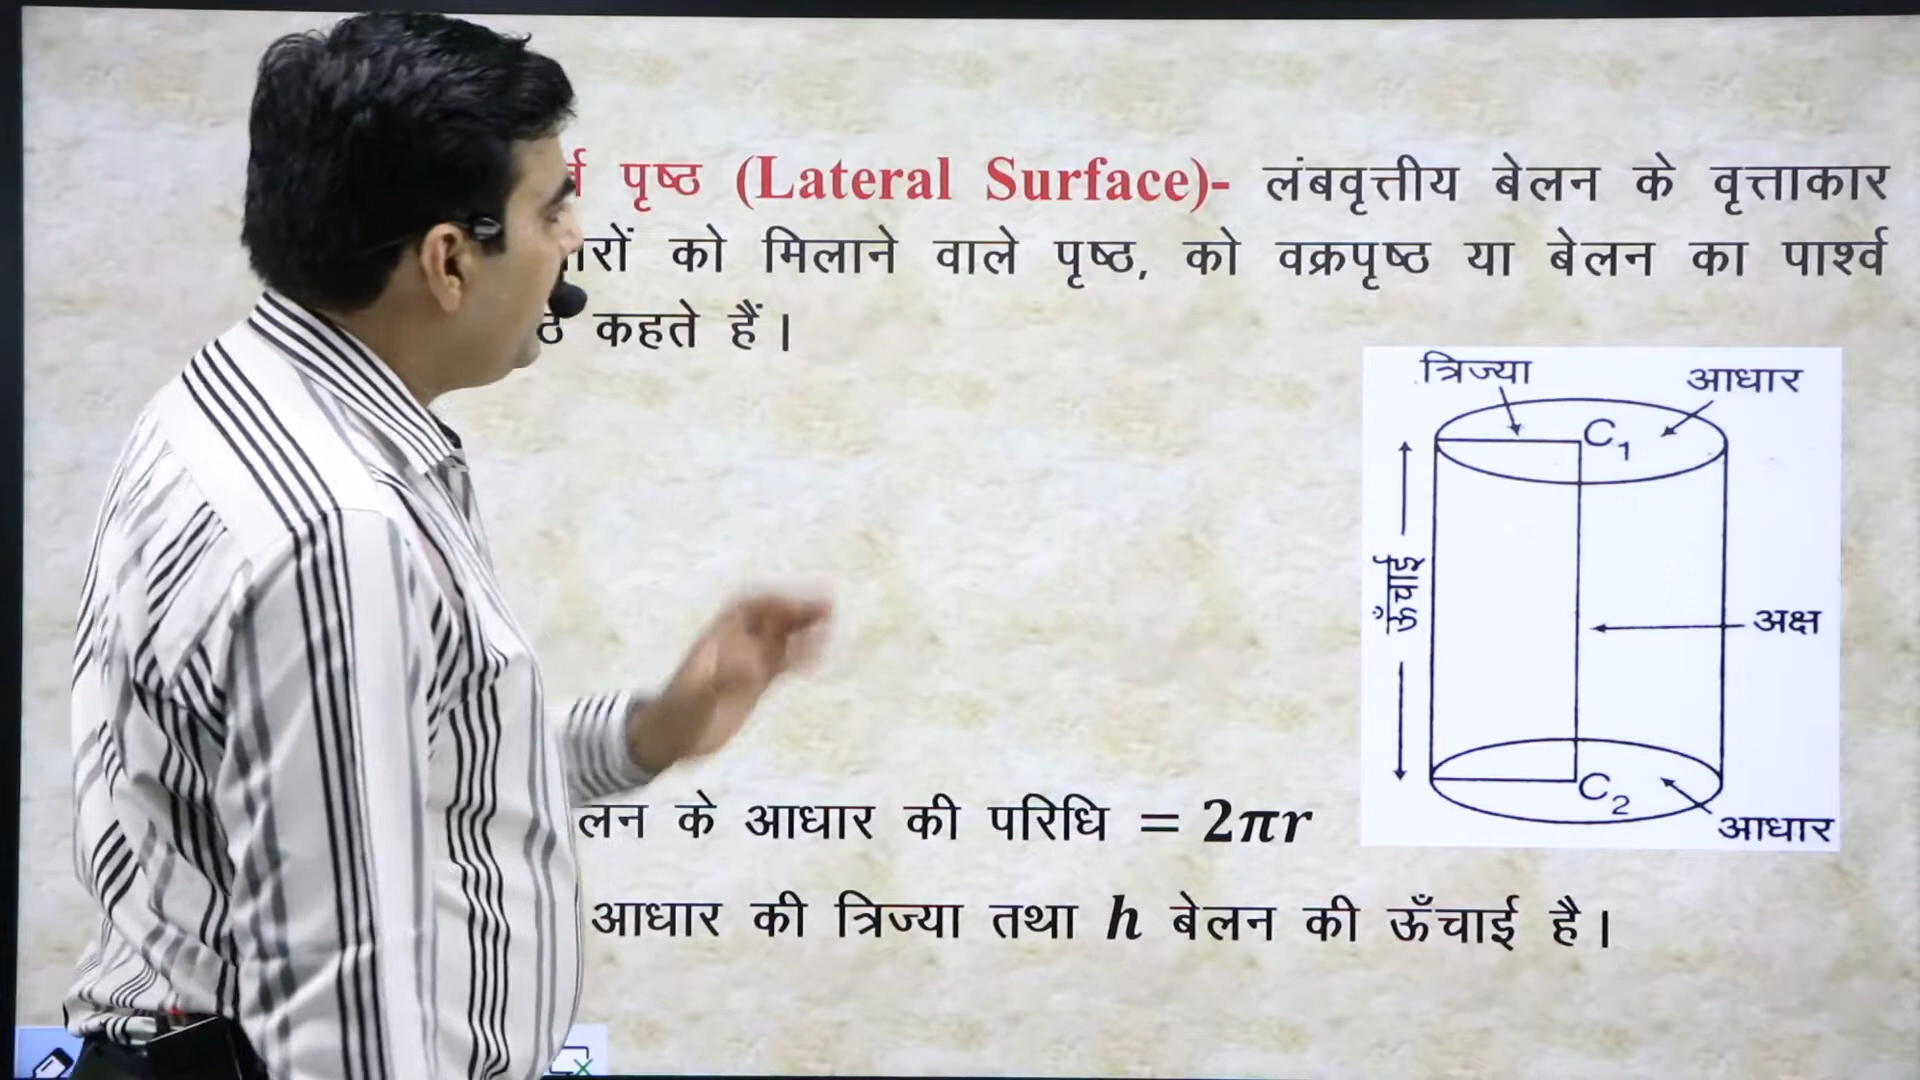 पृष्ठ (Lateral Surface)- लंबवृत्तीय बेलन के वृत्ताकार
को मिलाने वाले पृष्ठ, को वक्रपृष्ठ या बेलन का पार्श्व
कहते हैं।
त्रिज्या
आधार
C₁
ऊँचाई
अक्ष
C₂
आधार
के आधार की परिधि = 2πr
आधार की त्रिज्या तथा h बेलन की ऊँचाई है।